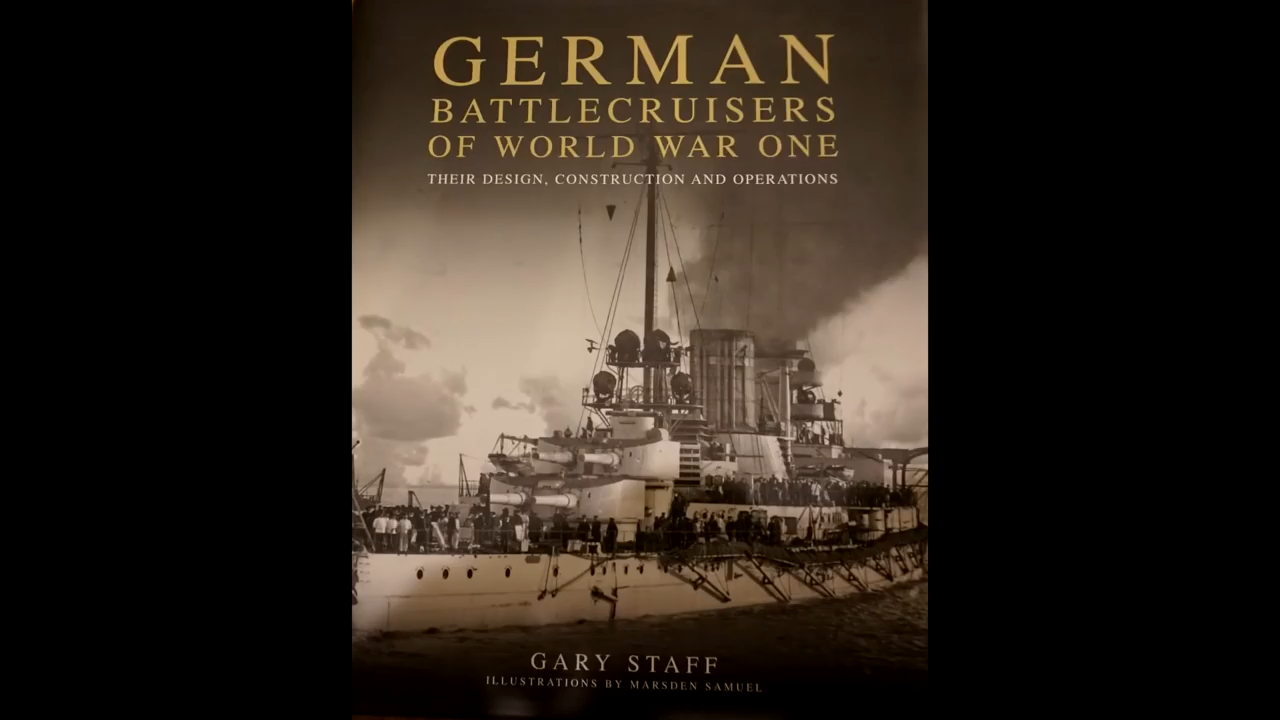 GERMAN
BATTLECRUISERS
OF WORLD WAR ONE
THEIR DESIGN, CONSTRUCTION AND OPERATIONS
GARY STAFF
ILLUSTRATIONS BY MARSDEN SAMUEL